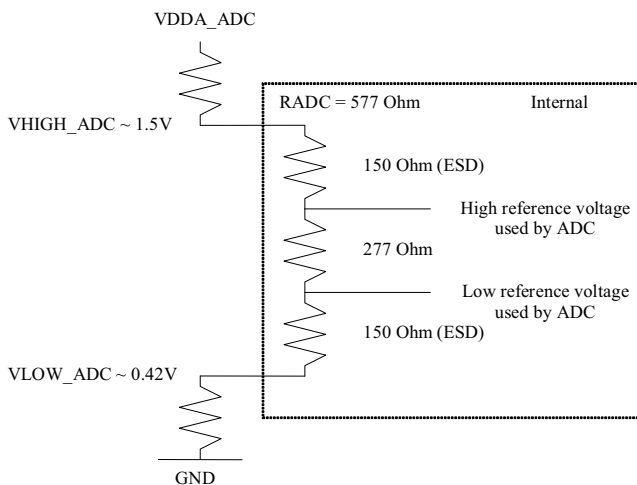 VDDA_ADC
RADC = 577 Ohm
Internal
VHIGH_ADC ~ 1.5V
150 Ohm (ESD)
High reference voltage
used by ADC
277 Ohm
Low reference voltage
used by ADC
150 Ohm (ESD)
VLOW_ADC ~ 0.42V
GND